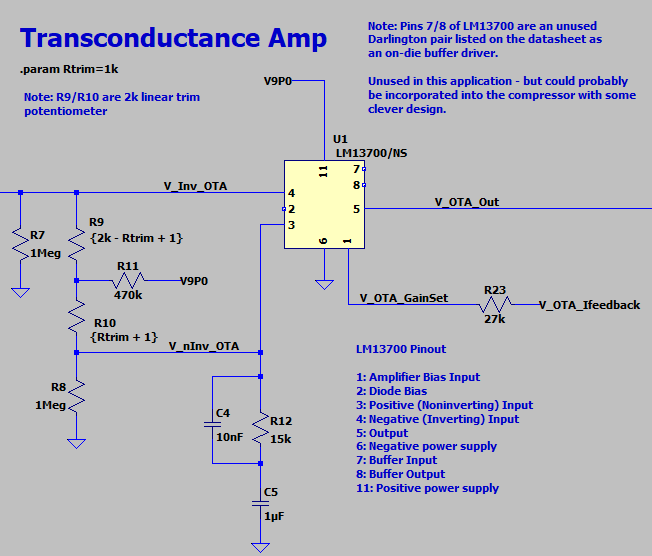 Transconductance Amp
.param Rtrim=1k
Note: R9/R10 are 2k linear trim
potentiometer
Note: Pins 7/8 of LM13700 are an unused
Darlington pair listed on the datasheet as
an on-die buffer driver.
Unused in this application - but could probably
be incorporated into the compressor with some
clever design.
V9P0
U1
LM13700/NS
11
7
8
4
2
3
5
6
1
V_Inv_OTA
V_OTA_Out
R7
1Meg
R9
{2k - Rtrim + 1}
R11
470k
V9P0
R10
{Rtrim + 1}
V_nInv_OTA
V_OTA_GainSet
R23
27k
V_OTA_Ifeedback
R8
1Meg
C4
10nF
R12
15k
C5
1µF
LM13700 Pinout
1: Amplifier Bias Input
2: Diode Bias
3: Positive (Noninverting) Input
4: Negative (Inverting) Input
5: Output
6: Negative power supply
7: Buffer Input
8: Buffer Output
11: Positive power supply